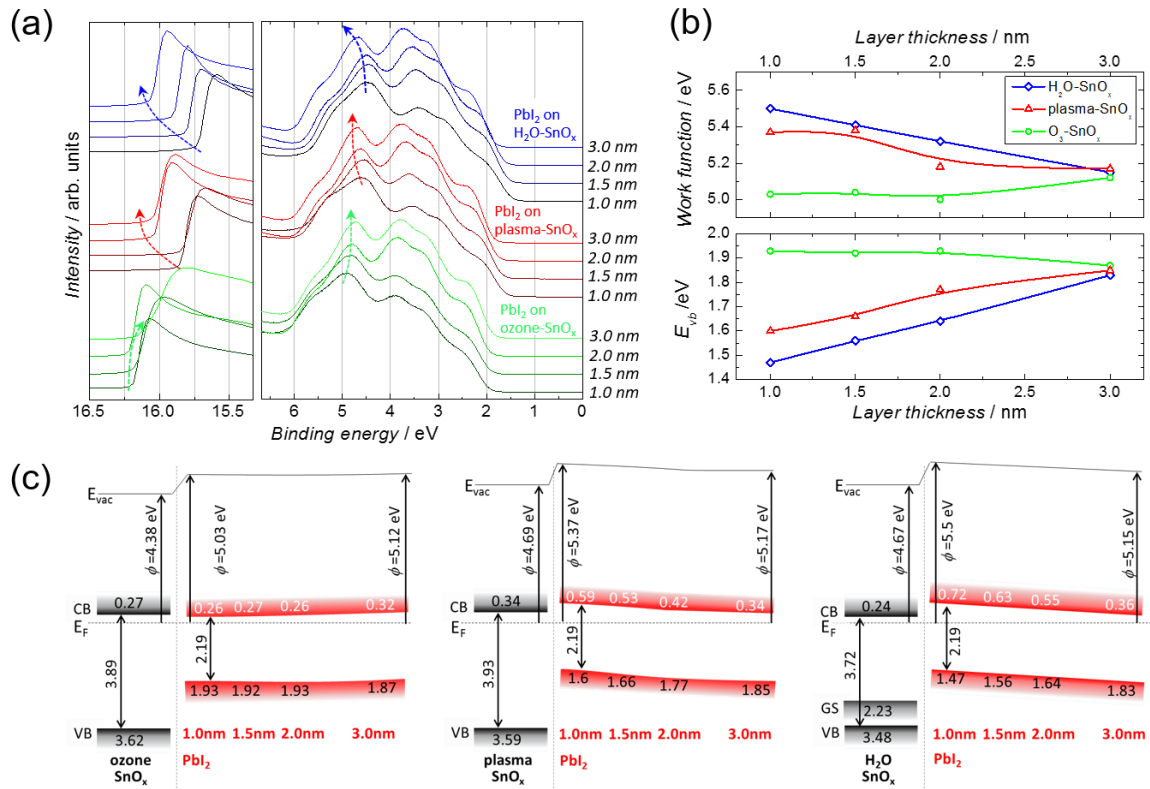 (a)
Intensity / arb. units
PbI2 on
H2O-SnOx
3.0 nm
2.0 nm
1.5 nm
1.0 nm
PbI2 on
plasma-SnOx
3.0 nm
2.0 nm
1.5 nm
1.0 nm
PbI2 on
ozone-SnOx
3.0 nm
2.0 nm
1.5 nm
1.0 nm
16.5 16.0 15.5 6 5 4 3 2 1 0
Binding energy / eV
(b)
Layer thickness / nm
1.0 1.5 2.0 2.5 3.0
Work function / eV
5.4
5.2
5.0
H2O-SnOx
plasma-SnOx
O3-SnOx
Evb /eV
2.0
1.9
1.8
1.7
1.6
1.5
1.4
1.0 1.5 2.0 2.5 3.0
Layer thickness / nm
(c)
Evac
ϕ=4.38 eV
ϕ=5.03 eV
ϕ=5.12 eV
CB 0.27 0.26 0.27 0.26 0.32
EF
3.89
2.19
1.93 1.92 1.93 1.87
VB 3.62
1.0nm 1.5nm 2.0nm 3.0nm
ozone
SnOx
PbI2
Evac
ϕ=4.69 eV
ϕ=5.37 eV
ϕ=5.17 eV
CB 0.34 0.59 0.53 0.42 0.34
EF
3.93
2.19
1.6 1.66 1.77 1.85
VB 3.59
1.0nm 1.5nm 2.0nm 3.0nm
plasma
SnOx
PbI2
Evac
ϕ=4.67 eV
ϕ=5.5 eV
ϕ=5.15 eV
CB 0.24 0.72 0.63 0.55 0.36
EF
3.72
2.19
1.47 1.56 1.64 1.83
GS 2.23
VB 3.48
1.0nm 1.5nm 2.0nm 3.0nm
H2O
SnOx
PbI2